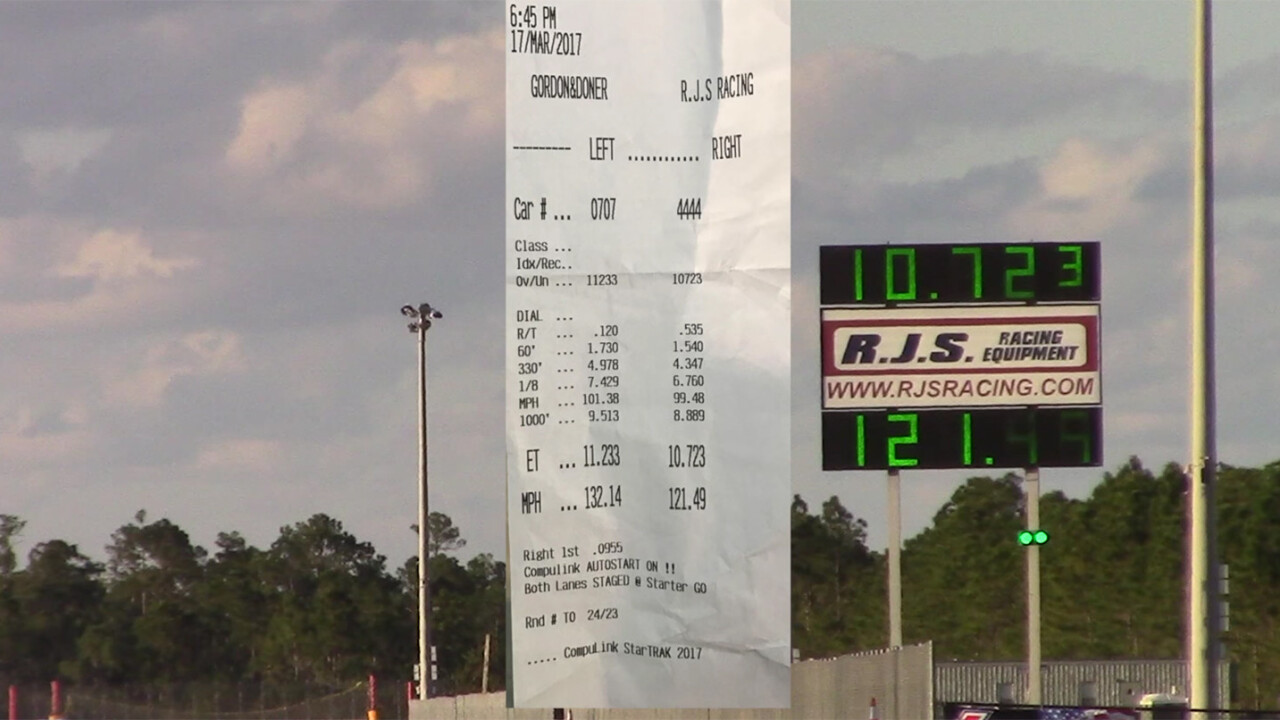 6:45 PM
17/MAR/2017
GORDON&DONER R.J.S RACING
--------- LEFT ............ RIGHT
Car # ... 0707 4444
Class ...
Idx/Rec..
Ov/Un ... 11233 10723
DIAL ...
R/T ... .120 .535
60' ... 1.730 1.540
330' ... 4.978 4.347
1/8 ... 7.429 6.760
MPH ... 101.38 99.48
1000' ... 9.513 8.889
ET ... 11.233 10.723
MPH ... 132.14 121.49
Right 1st .0955
Compulink AUTOSTART ON !!
Both Lanes STAGED @ Starter GO
Rnd # TO 24/23
..... CompuLink StarTRAK 2017
10.723
R.J.S. RACING
EQUIPMENT
WWW.RJSRACING.COM
121.49